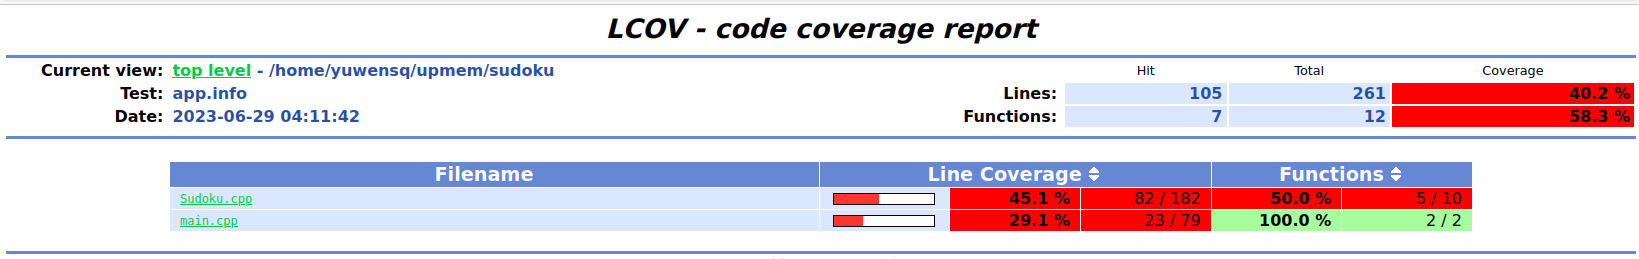 LCOV - code coverage report
Current view: top level - /home/yuwensq/upmem/sudoku Hit Total Coverage
Test: app.info Lines: 105 261 40.2 %
Date: 2023-06-29 04:11:42 Functions: 7 12 58.3 %
Filename Line Coverage Functions
Sudoku.cpp 45.1 % 82 / 182 50.0 % 5 / 10
main.cpp 29.1 % 23 / 79 100.0 % 2 / 2